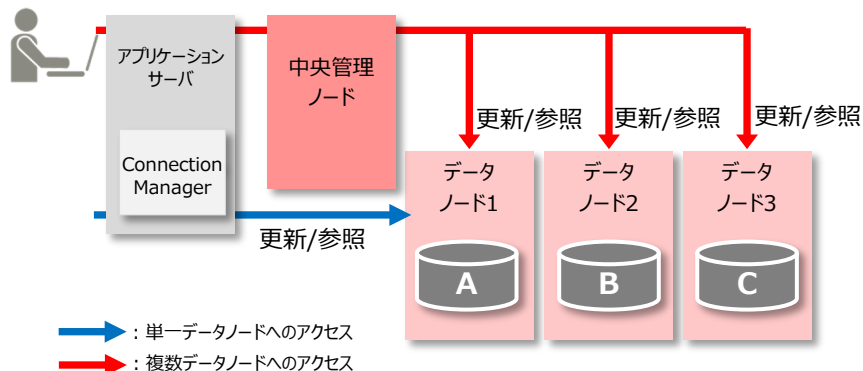 アプリケーション
サーバ
中央管理
ノード
更新/参照
更新/参照
更新/参照
Connection
Manager
データ
ノード1
データ
ノード2
データ
ノード3
更新/参照
A
B
C
：単一データノードへのアクセス
：複数データノードへのアクセス